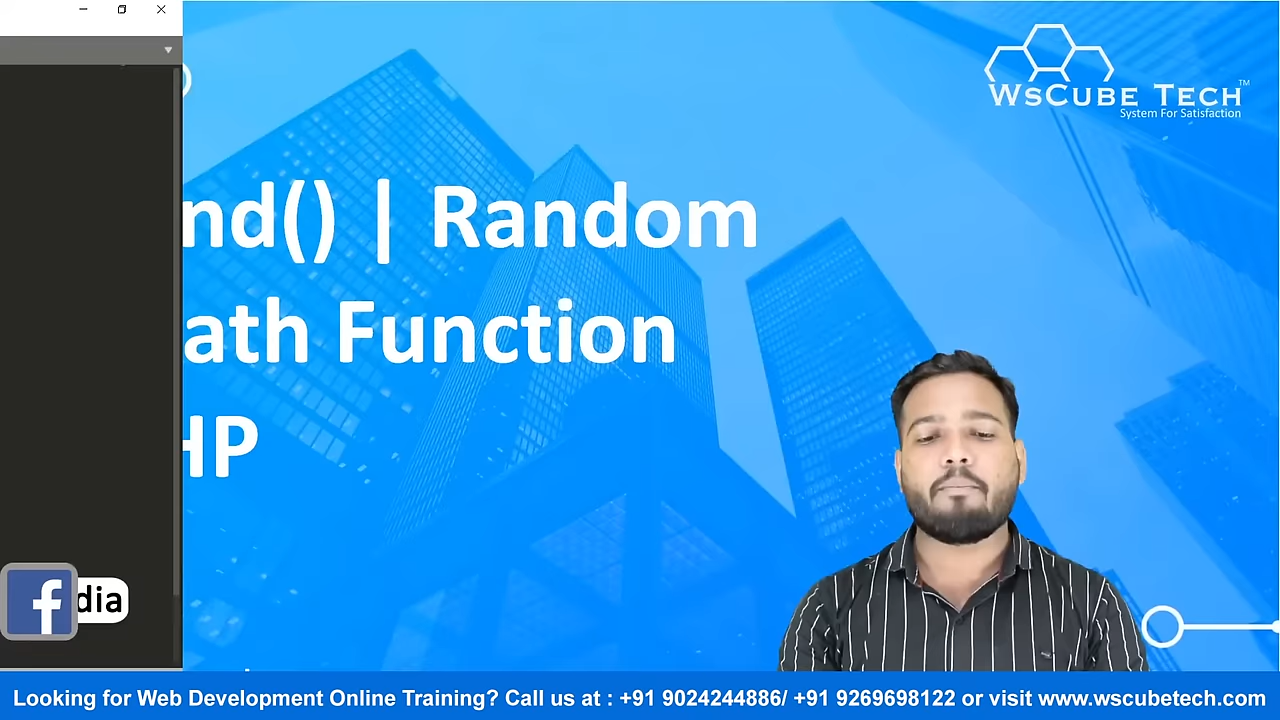 WsCube Tech™
System For Satisfaction
nd() | Random
ath Function
HP
dia
Looking for Web Development Online Training? Call us at : +91 9024244886/ +91 9269698122 or visit www.wscubetech.com